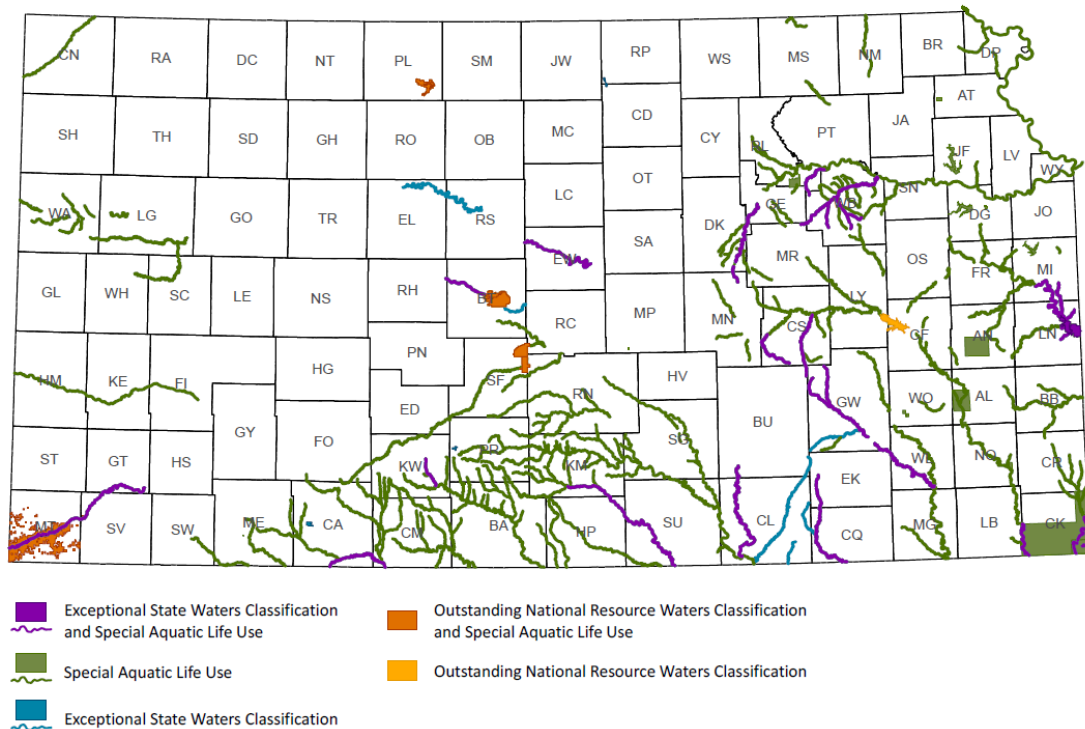 CN RA DC NT PL SM JW RP WS MS NM BR DP
SH TH SD GH RO OB MC CD CY RL PT JA AT
JF LV WY
WA LG GO TR EL RS LC OT SA DK GE WB SN DG JO
GL WH SC LE NS RH BT EW RC MP MN MR CS LY OS FR MI
HM KE FI HG PN SF RN HV BU GW CF AN LN
GY ED WO AL BB
ST GT HS FO KW PR KM SG EK WL NO CR
MT SV SW ME CA CM BA HP SU CL CQ MG LB CK
Exceptional State Waters Classification
and Special Aquatic Life Use
Special Aquatic Life Use
Exceptional State Waters Classification
Outstanding National Resource Waters Classification
and Special Aquatic Life Use
Outstanding National Resource Waters Classification